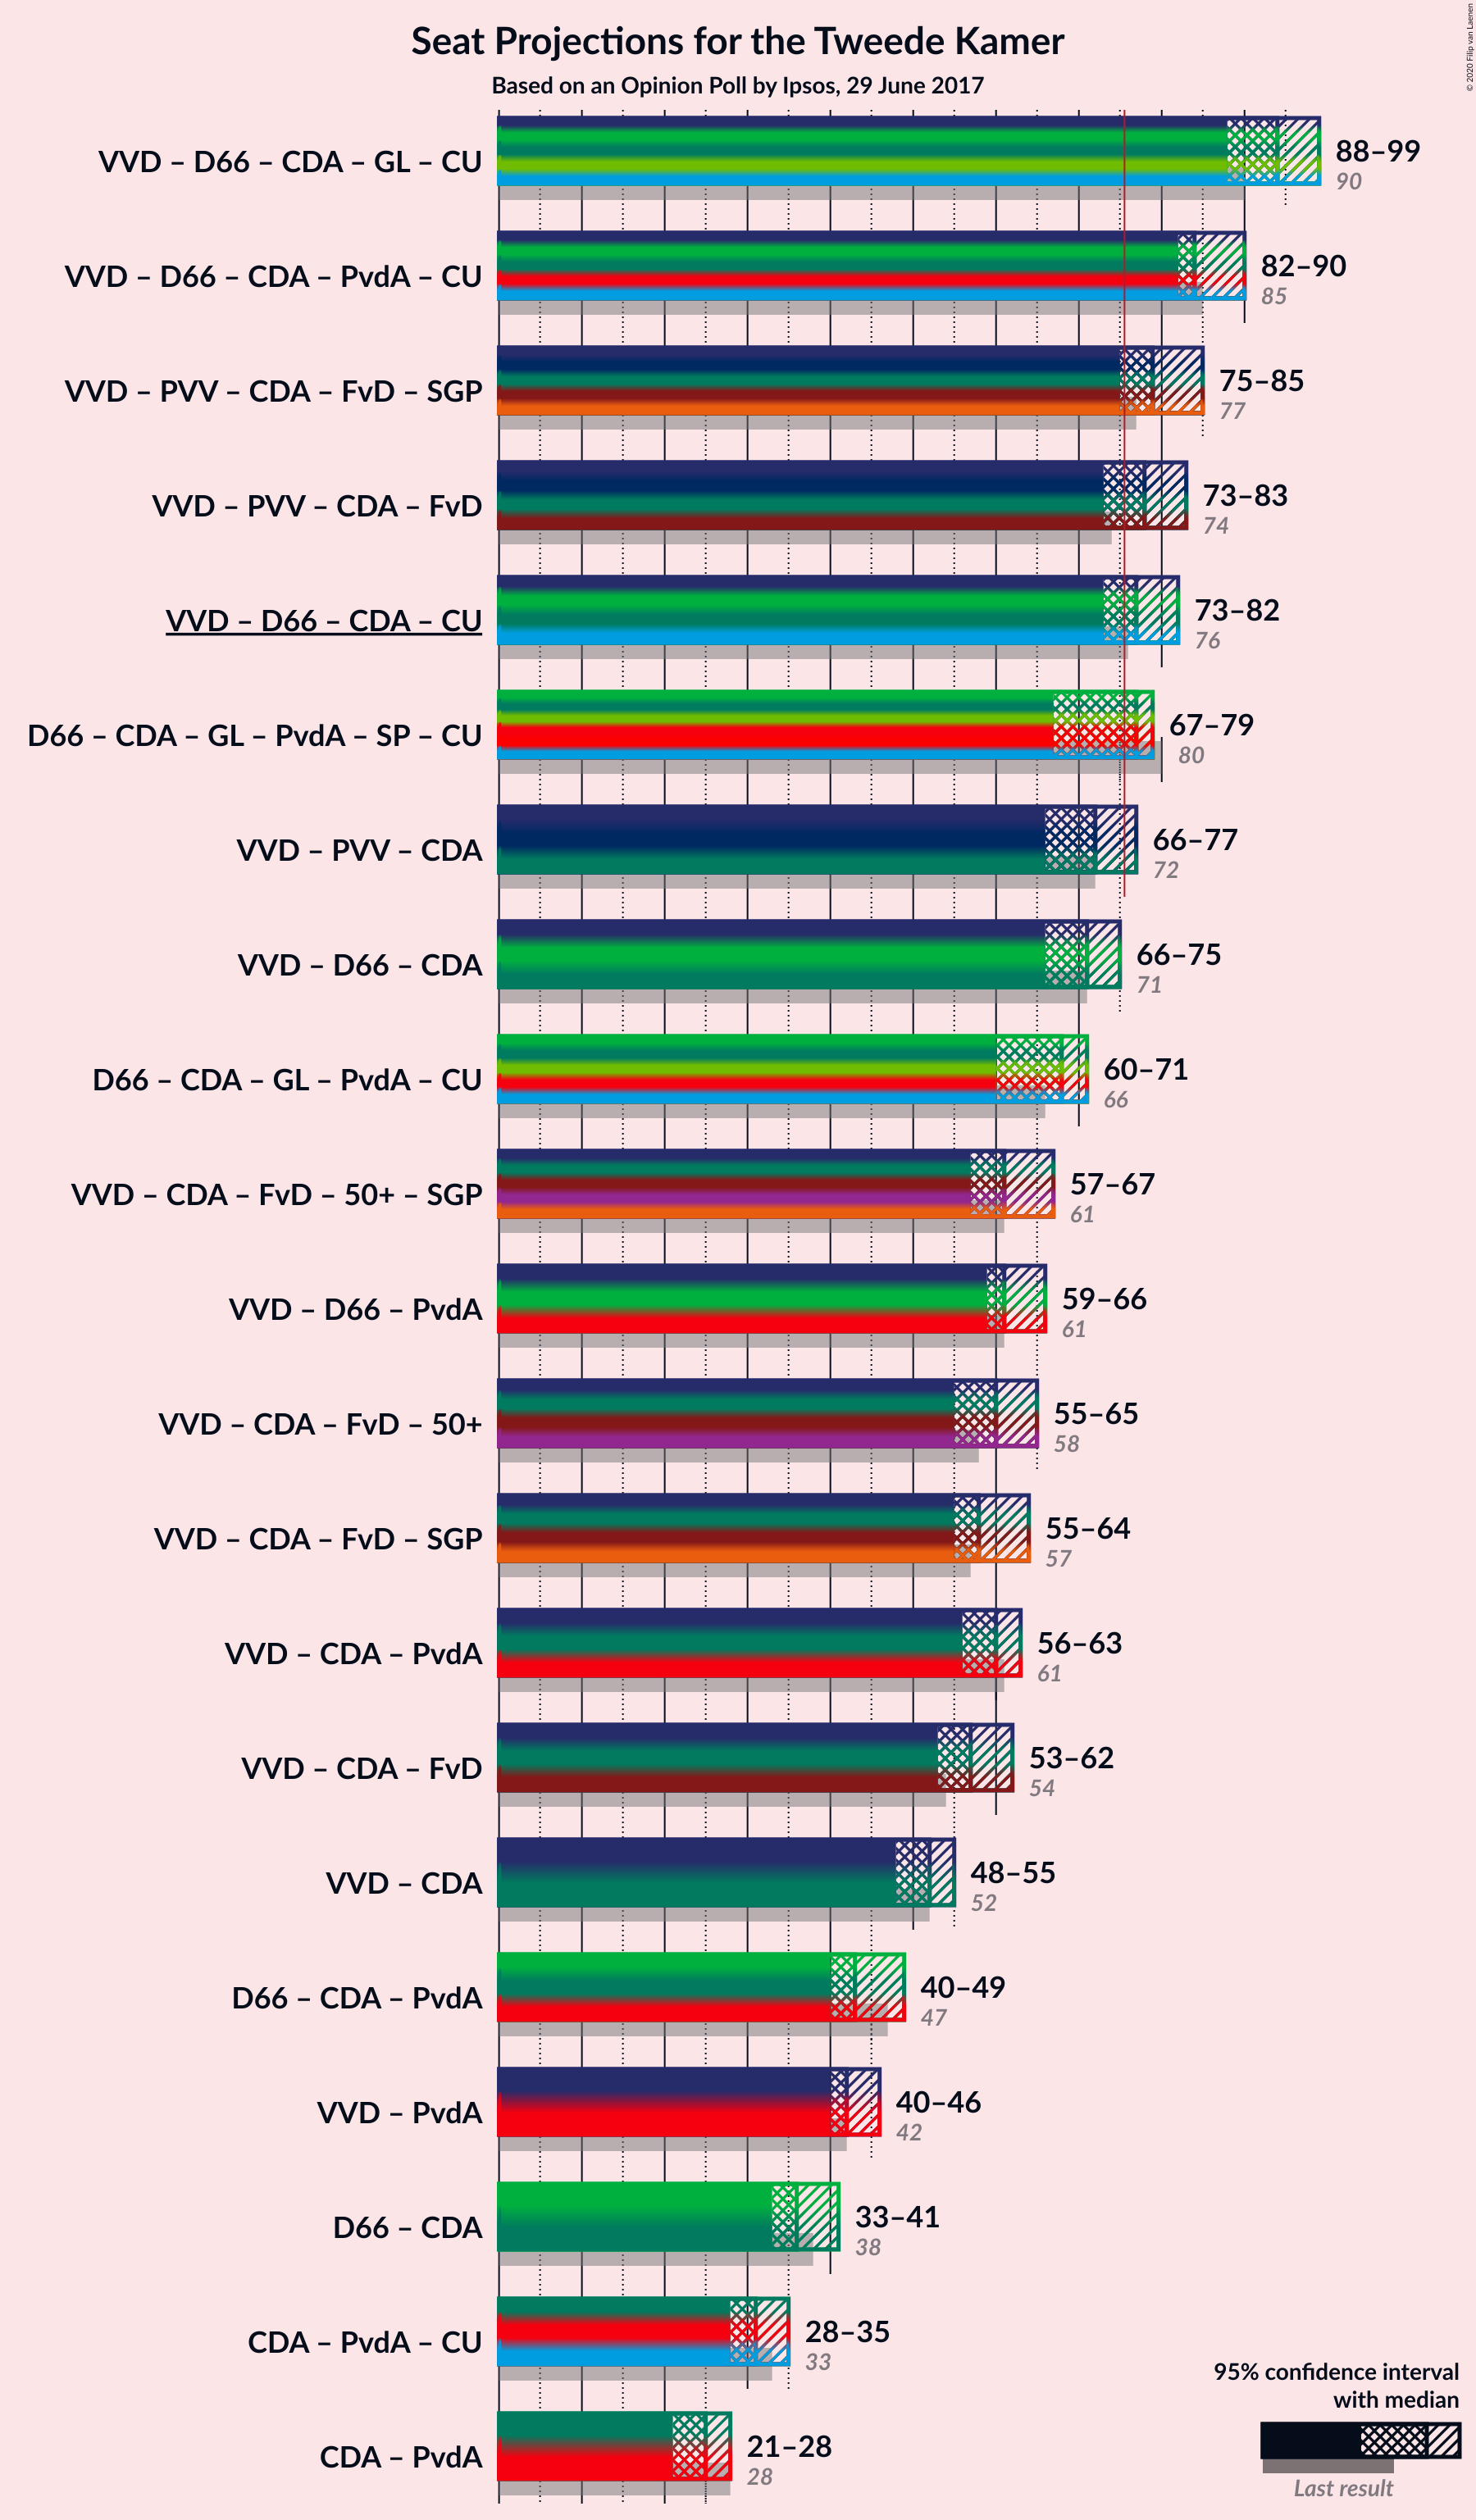 Seat Projections for the Tweede Kamer
Based on an Opinion Poll by Ipsos, 29 June 2017
© 2020 Filip van Laenen
VVD – D66 – CDA – GL – CU
88–99
90
VVD – D66 – CDA – PvdA – CU
82–90
85
VVD – PVV – CDA – FvD – SGP
75–85
77
VVD – PVV – CDA – FvD
73–83
74
VVD – D66 – CDA – CU
73–82
76
D66 – CDA – GL – PvdA – SP – CU
67–79
80
VVD – PVV – CDA
66–77
72
VVD – D66 – CDA
66–75
71
D66 – CDA – GL – PvdA – CU
60–71
66
VVD – CDA – FvD – 50+ – SGP
57–67
61
VVD – D66 – PvdA
59–66
61
VVD – CDA – FvD – 50+
55–65
58
VVD – CDA – FvD – SGP
55–64
57
VVD – CDA – PvdA
56–63
61
VVD – CDA – FvD
53–62
54
VVD – CDA
48–55
52
D66 – CDA – PvdA
40–49
47
VVD – PvdA
40–46
42
D66 – CDA
33–41
38
CDA – PvdA – CU
28–35
33
CDA – PvdA
21–28
28
95% confidence interval
with median
Last result